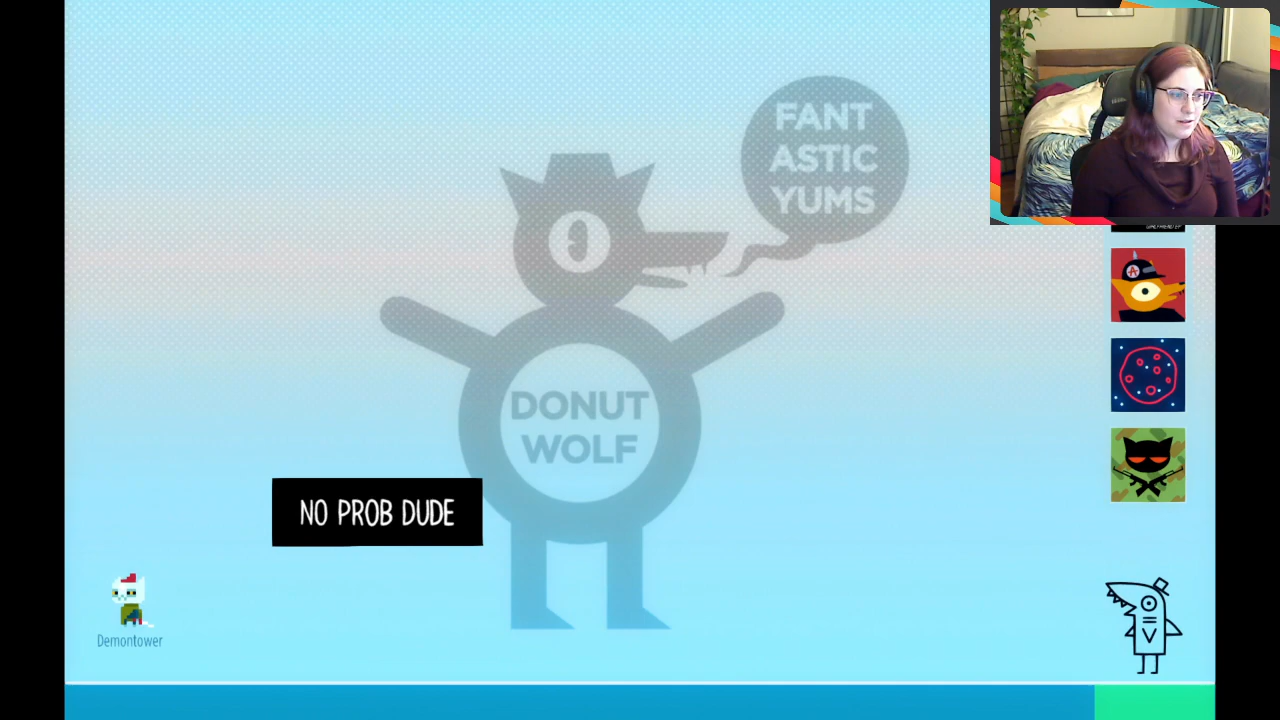 FANT
ASTIC
YUMS
DONUT
WOLF
NO PROB DUDE
Demontower